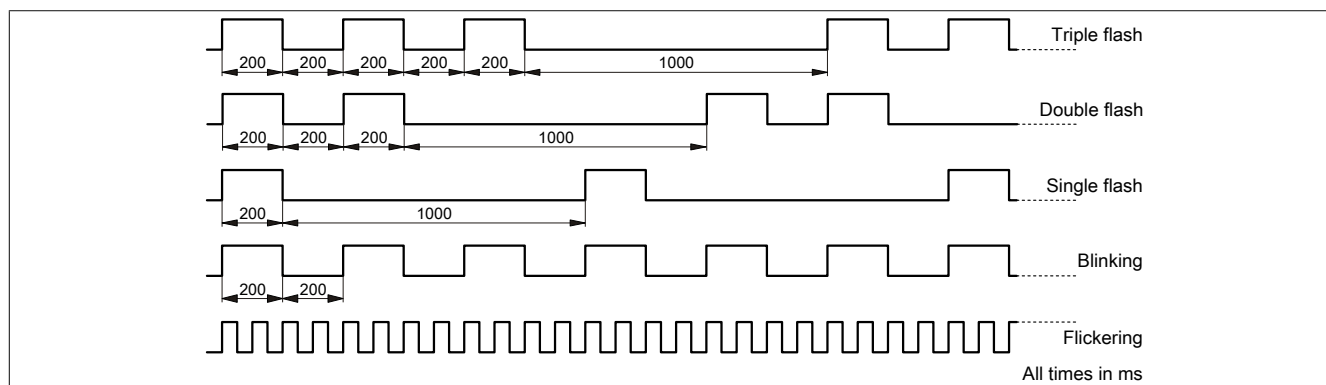 Triple flash
200 200 200 200 200 1000
Double flash
200 200 200 1000
Single flash
200 1000
Blinking
200 200
Flickering
All times in ms